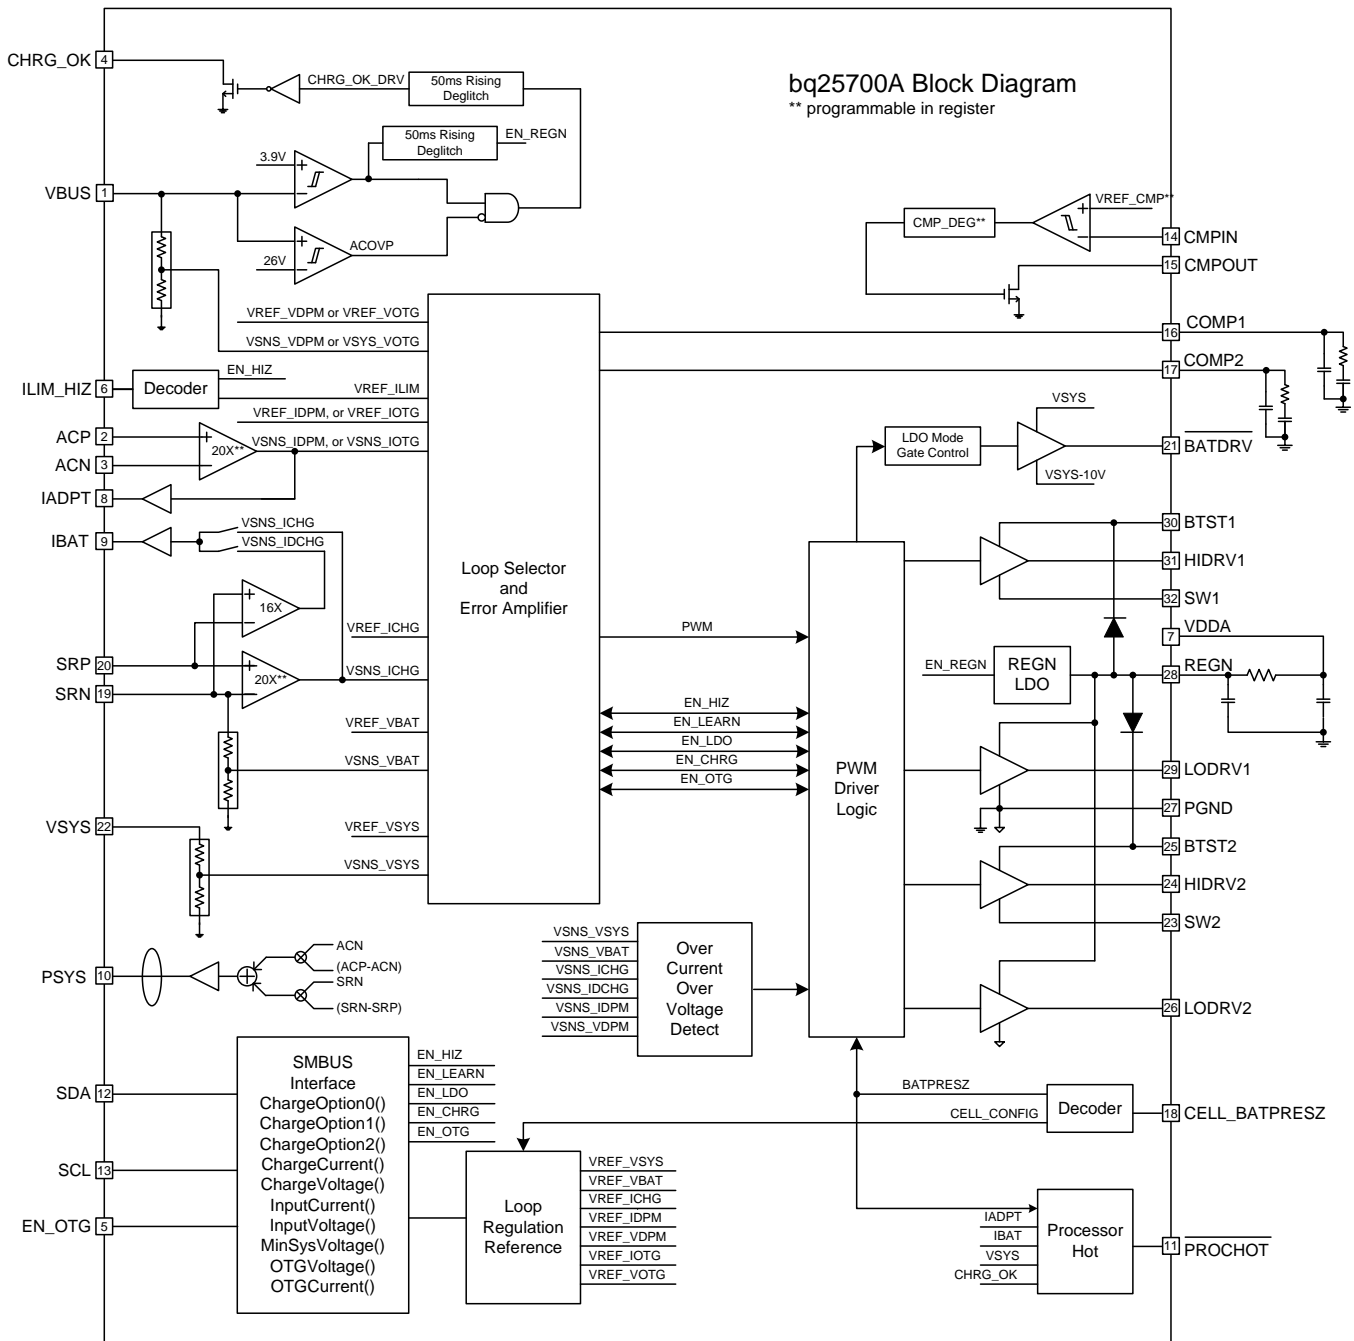 bq25700A Block Diagram
** programmable in register
CHRG_OK
4
CHRG_OK_DRV
50ms Rising
Deglitch
50ms Rising
Deglitch
EN_REGN
3.9V
+
−
VBUS
1
+
−
26V
ACOVP
CMP_DEG**
VREF_CMP**
+
−
14
CMPIN
15
CMPOUT
VREF_VDPM or VREF_VOTG
VSNS_VDPM or VSYS_VOTG
16
COMP1
17
COMP2
ILIM_HIZ
6
Decoder
EN_HIZ
VREF_ILIM
VREF_IDPM, or VREF_IOTG
ACP
2
+
−
20X**
VSNS_IDPM, or VSNS_IOTG
ACN
3
IADPT
8
IBAT
9
VSNS_ICHG
VSNS_IDCHG
+
−
16X
VREF_ICHG
SRP
20
+
−
20X**
VSNS_ICHG
SRN
19
VREF_VBAT
VSNS_VBAT
VSYS
22
VREF_VSYS
VSNS_VSYS
Loop Selector
and
Error Amplifier
PWM
EN_HIZ
EN_LEARN
EN_LDO
EN_CHRG
EN_OTG
PWM
Driver
Logic
LDO Mode
Gate Control
VSYS
VSYS-10V
21
BATDRV
30
BTST1
31
HIDRV1
32
SW1
7
VDDA
EN_REGN
REGN
LDO
28
REGN
29
LODRV1
27
PGND
25
BTST2
24
HIDRV2
23
SW2
26
LODRV2
VSNS_VSYS
VSNS_VBAT
VSNS_ICHG
VSNS_IDCHG
VSNS_IDPM
VSNS_VDPM
Over
Current
Over
Voltage
Detect
PSYS
10
ACN
(ACP-ACN)
SRN
(SRN-SRP)
SDA
12
SCL
13
EN_OTG
5
SMBUS
Interface
ChargeOption0()
ChargeOption1()
ChargeOption2()
ChargeCurrent()
ChargeVoltage()
InputCurrent()
InputVoltage()
MinSysVoltage()
OTGVoltage()
OTGCurrent()
EN_HIZ
EN_LEARN
EN_LDO
EN_CHRG
EN_OTG
Loop
Regulation
Reference
VREF_VSYS
VREF_VBAT
VREF_ICHG
VREF_IDPM
VREF_VDPM
VREF_IOTG
VREF_VOTG
BATPRESZ
CELL_CONFIG
Decoder
18
CELL_BATPRESZ
IADPT
IBAT
VSYS
CHRG_OK
Processor
Hot
11
PROCHOT